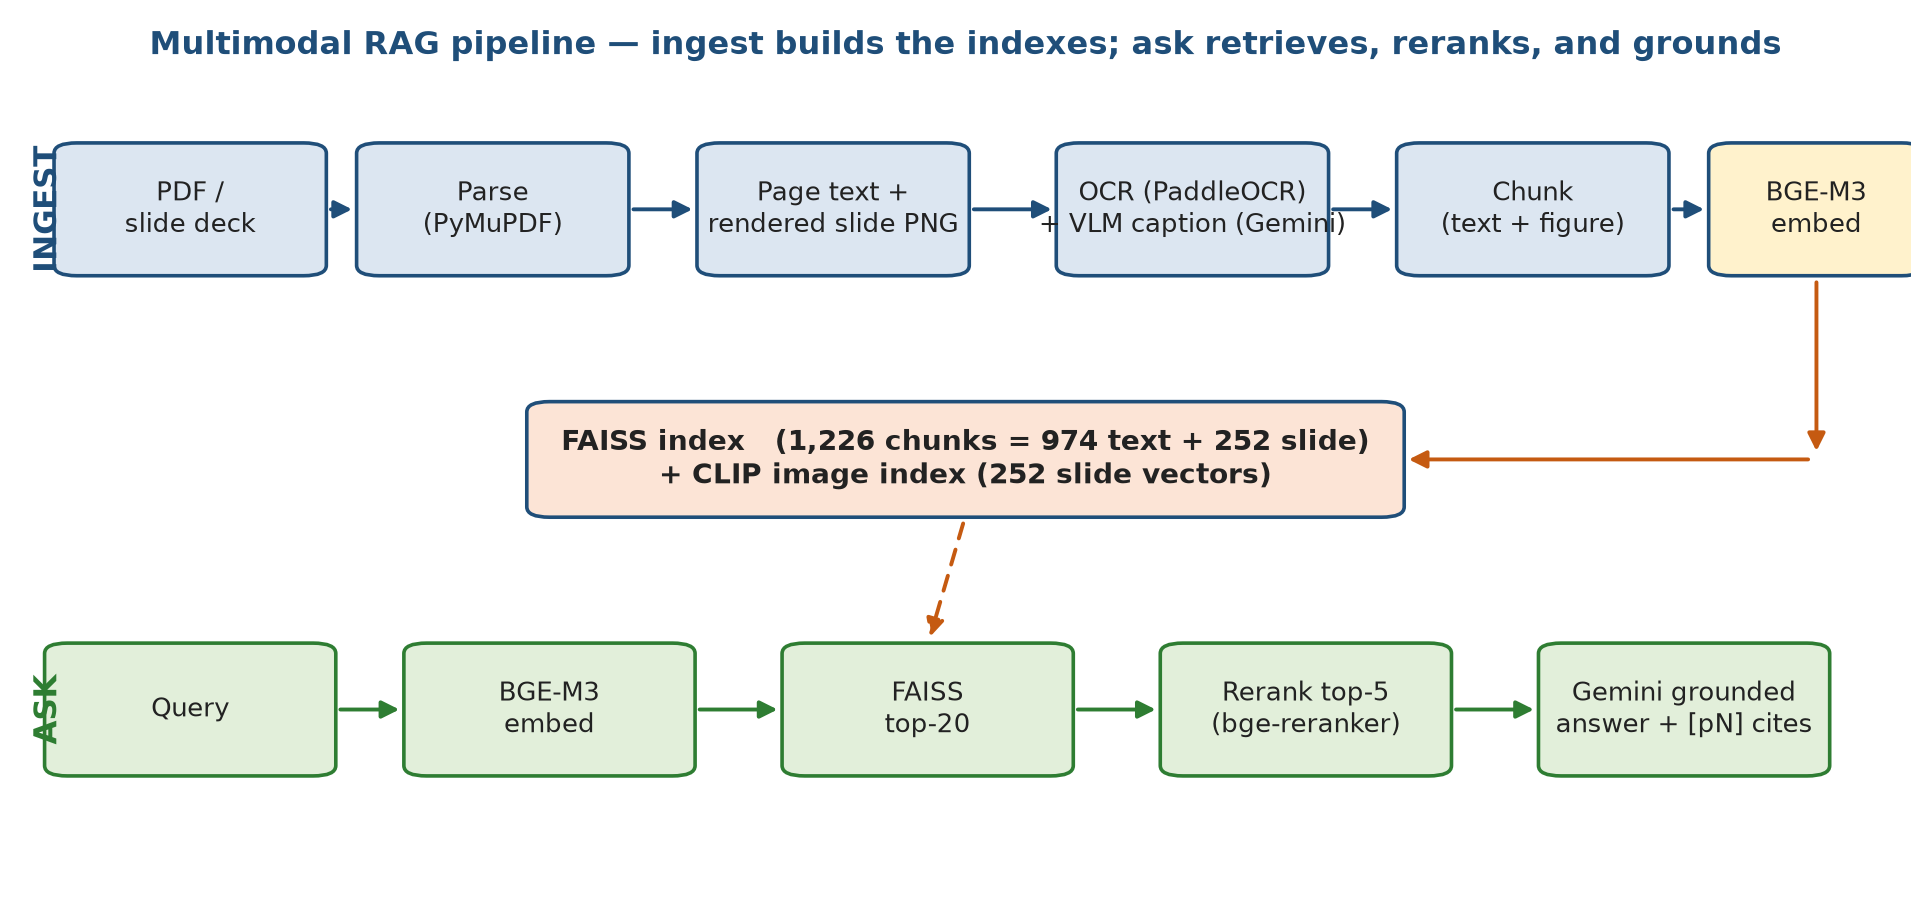 Multimodal RAG pipeline — ingest builds the indexes; ask retrieves, reranks, and grounds
INGEST
PDF /
slide deck
Parse
(PyMuPDF)
Page text +
rendered slide PNG
OCR (PaddleOCR)
+ VLM caption (Gemini)
Chunk
(text + figure)
BGE-M3
embed
FAISS index   (1,226 chunks = 974 text + 252 slide)
+ CLIP image index (252 slide vectors)
ASK
Query
BGE-M3
embed
FAISS
top-20
Rerank top-5
(bge-reranker)
Gemini grounded
answer + [pN] cites